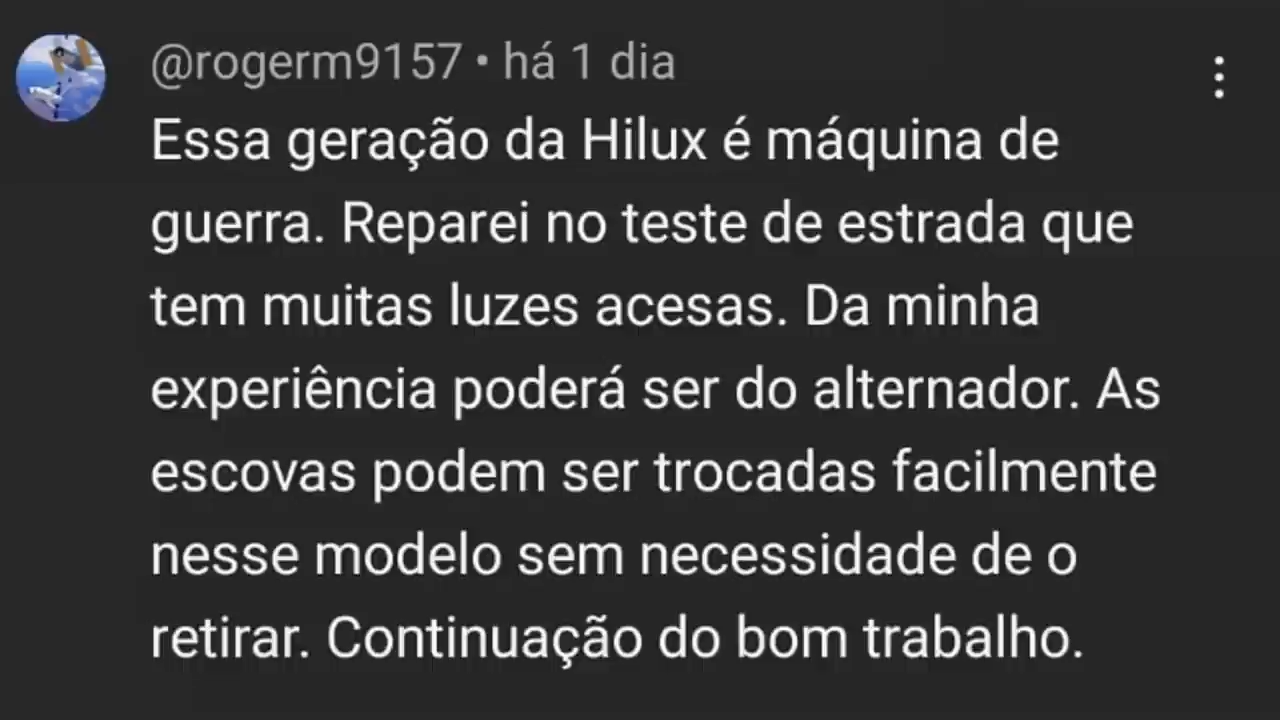 @rogerm9157 • há 1 dia
Essa geração da Hilux é máquina de
guerra. Reparei no teste de estrada que
tem muitas luzes acesas. Da minha
experiência poderá ser do alternador. As
escovas podem ser trocadas facilmente
nesse modelo sem necessidade de o
retirar. Continuação do bom trabalho.